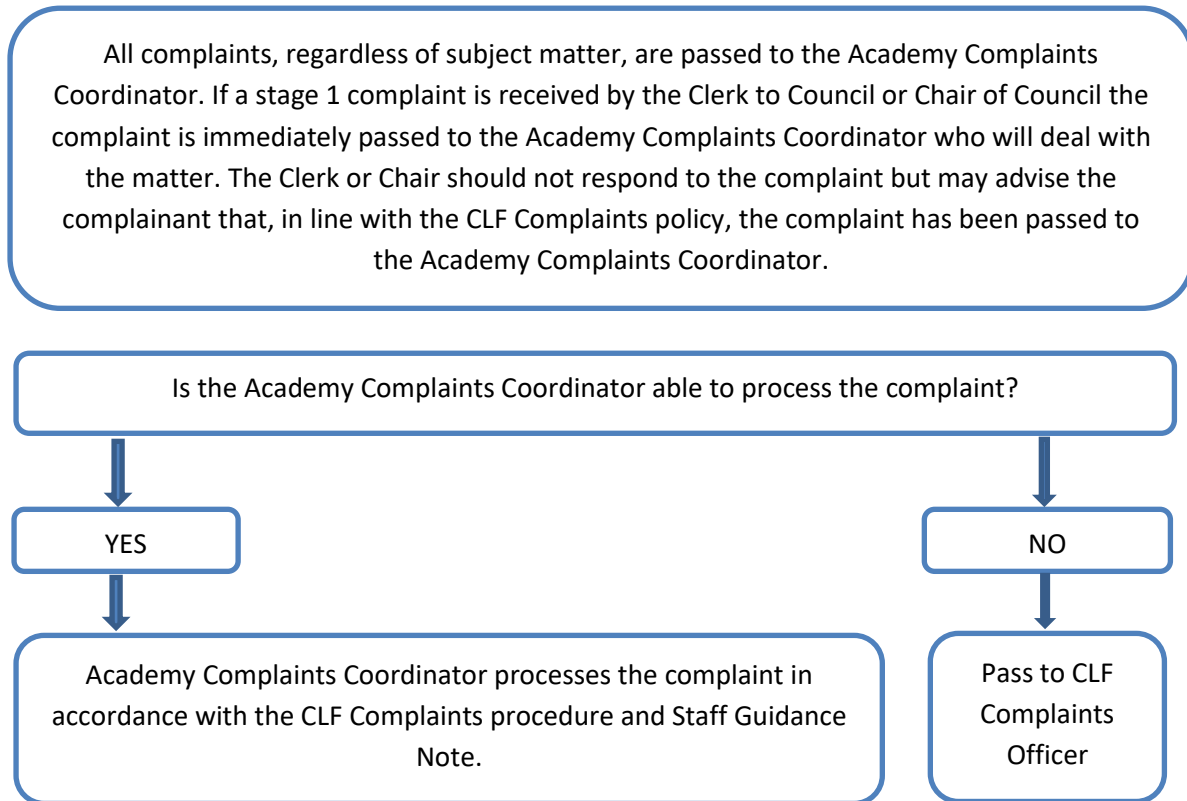 All complaints, regardless of subject matter, are passed to the Academy Complaints
Coordinator. If a stage 1 complaint is received by the Clerk to Council or Chair of Council the
complaint is immediately passed to the Academy Complaints Coordinator who will deal with
the matter. The Clerk or Chair should not respond to the complaint but may advise the
complainant that, in line with the CLF Complaints policy, the complaint has been passed to
the Academy Complaints Coordinator.
Is the Academy Complaints Coordinator able to process the complaint?
YES
NO
Academy Complaints Coordinator processes the complaint in
accordance with the CLF Complaints procedure and Staff Guidance
Note.
Pass to CLF
Complaints
Officer